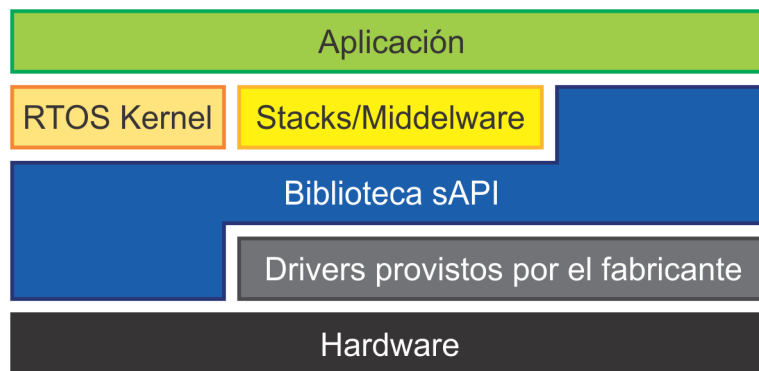 Aplicación
RTOS Kernel
Stacks/Middelware
Biblioteca sAPI
Drivers provistos por el fabricante
Hardware